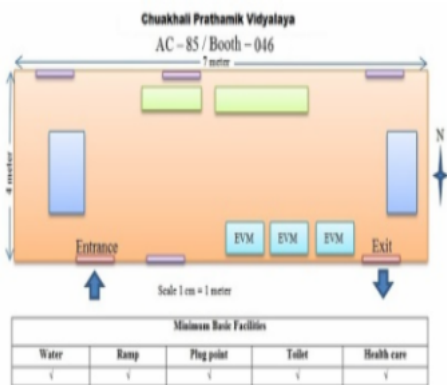 Chuakhali Prathamik Vidyalaya
AC – 85 / Booth – 046
7 meter
4 meter
N
EVM EVM EVM
Entrance Exit
Scale 1 cm = 1 meter
Minimum Basic Facilities
Water Ramp Plug point Toilet Health care
√ √ √ √ √